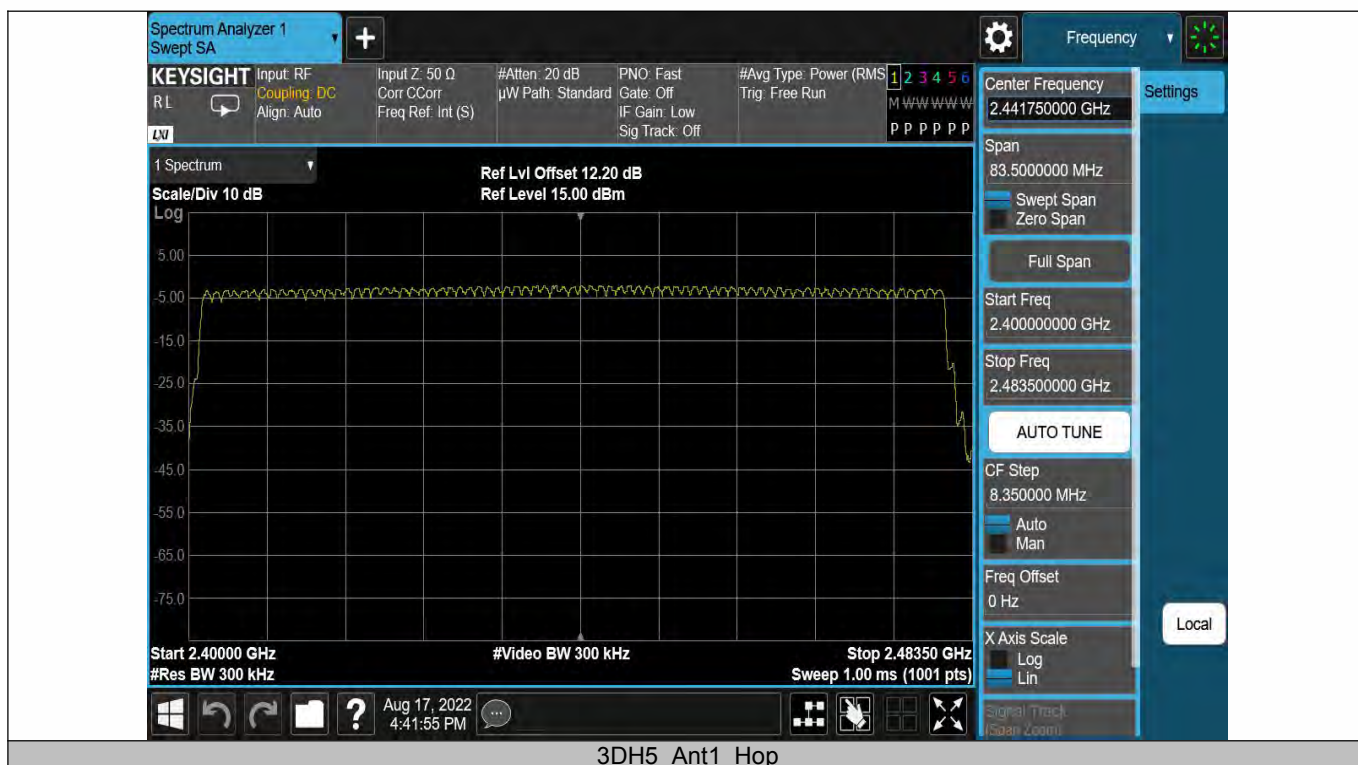 Spectrum Analyzer 1
Swept SA
Frequency
KEYSIGHT
RL
LXI
Input: RF
Coupling: DC
Align: Auto
Input Z: 50 Ω
Corr CCorr
Freq Ref: Int (S)
#Atten: 20 dB
µW Path: Standard
PNO: Fast
Gate: Off
IF Gain: Low
Sig Track: Off
#Avg Type: Power (RMS
Trig: Free Run
1 2 3 4 5 6
M W W W W W
P P P P P P
1 Spectrum
Scale/Div 10 dB
Ref Lvl Offset 12.20 dB
Ref Level 15.00 dBm
Log
5.00
-5.00
-15.0
-25.0
-35.0
-45.0
-55.0
-65.0
-75.0
Start 2.40000 GHz
#Res BW 300 kHz
#Video BW 300 kHz
Stop 2.48350 GHz
Sweep 1.00 ms (1001 pts)
Center Frequency
2.441750000 GHz
Settings
Span
83.5000000 MHz
Swept Span
Zero Span
Full Span
Start Freq
2.400000000 GHz
Stop Freq
2.483500000 GHz
AUTO TUNE
CF Step
8.350000 MHz
Auto
Man
Freq Offset
0 Hz
X Axis Scale
Log
Lin
Local
Signal Track
(Span Zoom)
?
Aug 17, 2022
4:41:55 PM
3DH5_Ant1_Hop